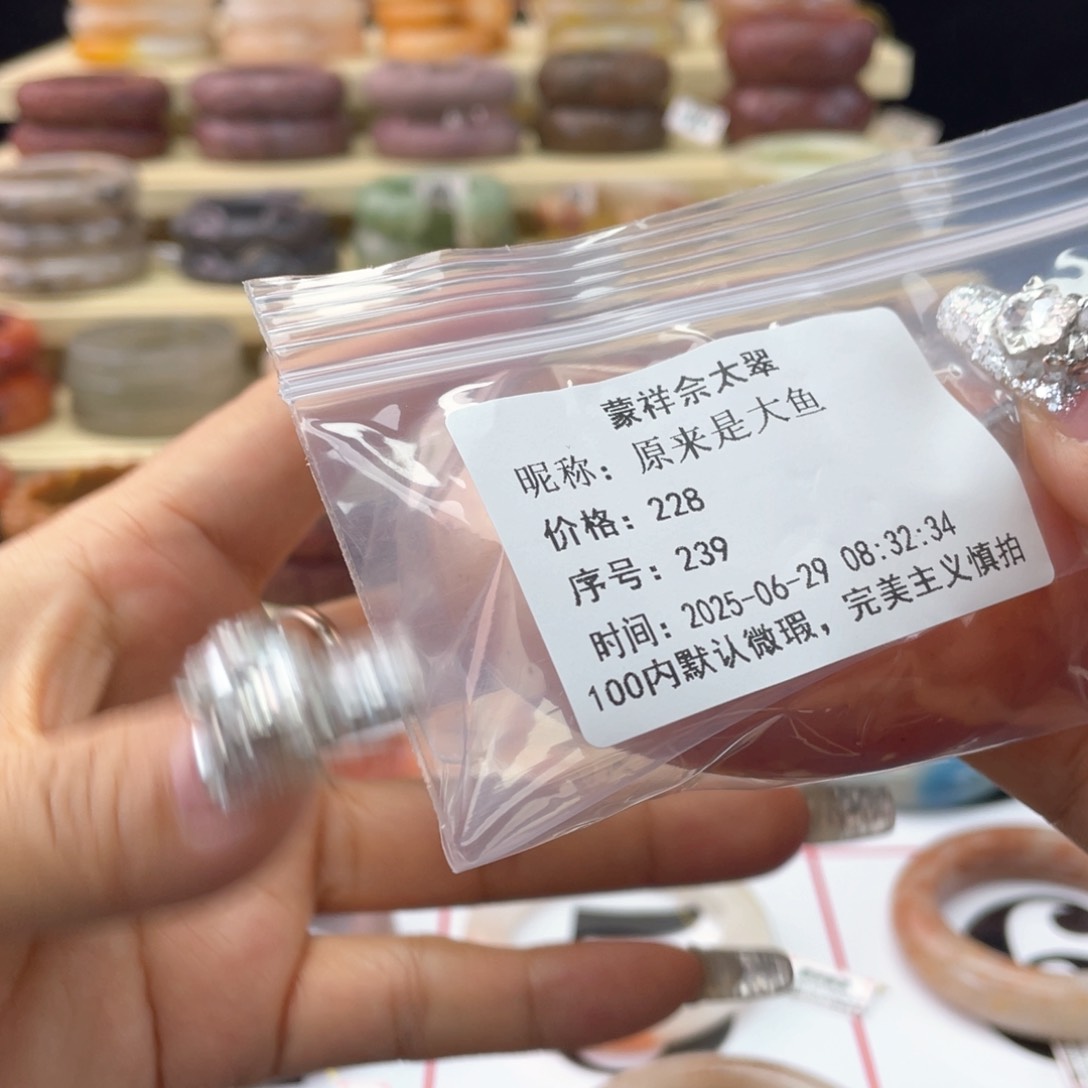 蒙祥佘太翠
昵称：原来是大鱼
价格：228
序号：239
时间：2025-06-29 08:32:34
100内默认微瑕，完美主义慎拍